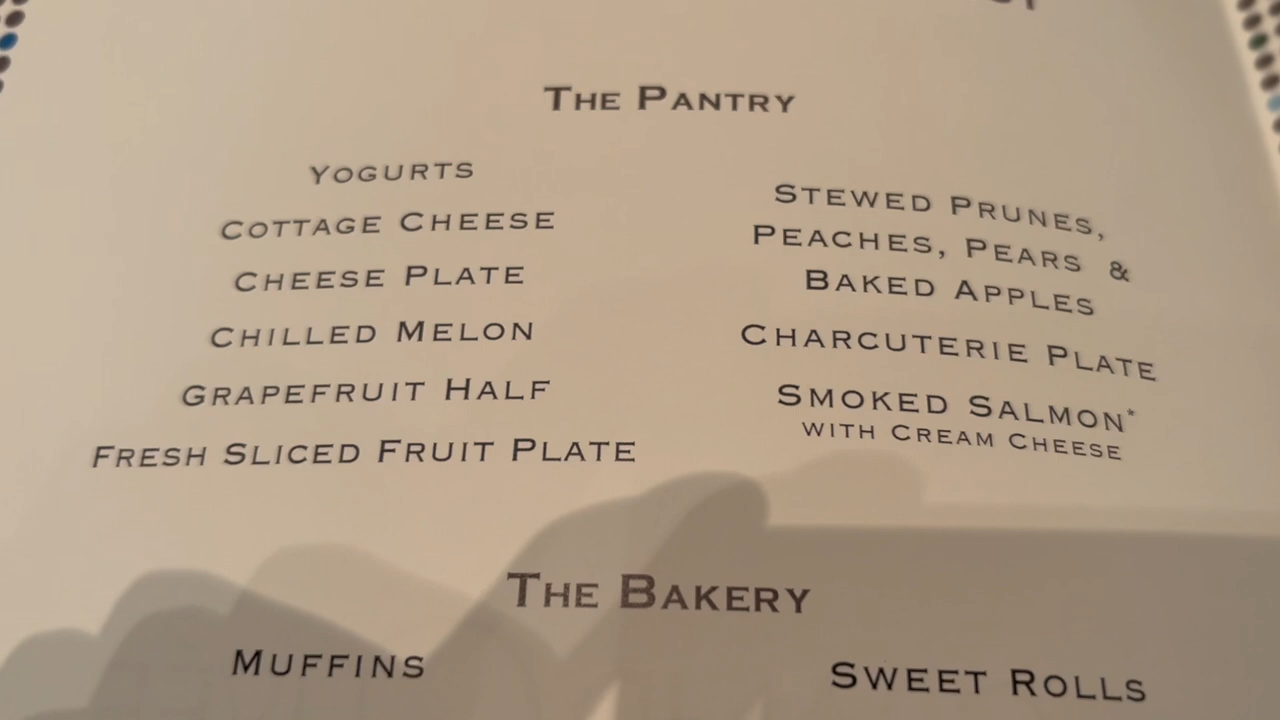 The Pantry
Yogurts
Cottage Cheese
Cheese Plate
Chilled Melon
Grapefruit Half
Fresh Sliced Fruit Plate
Stewed Prunes,
Peaches, Pears &
Baked Apples
Charcuterie Plate
Smoked Salmon*
with Cream Cheese
The Bakery
Muffins
Sweet Rolls